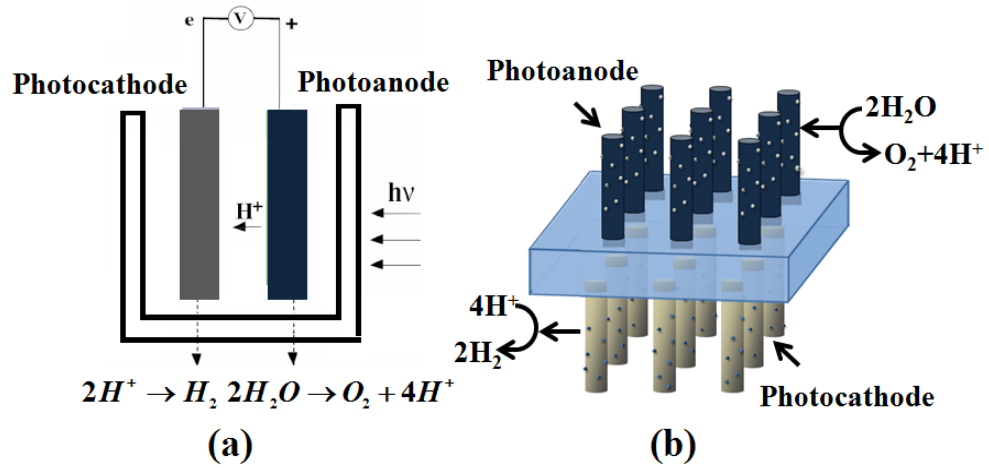 e V +
Photocathode Photoanode
H⁺
hν
2H⁺ → H₂ 2H₂O → O₂ + 4H⁺
(a)
Photoanode
2H₂O
O₂+4H⁺
4H⁺
2H₂
Photocathode
(b)